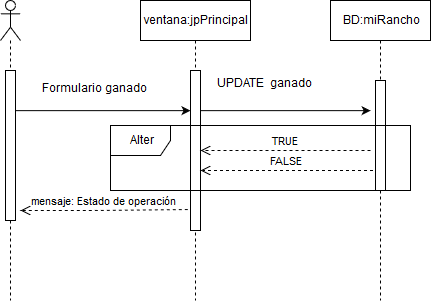 ventana:jpPrincipal
BD:miRancho
Formulario ganado
UPDATE ganado
Alter
TRUE
FALSE
mensaje: Estado de operación